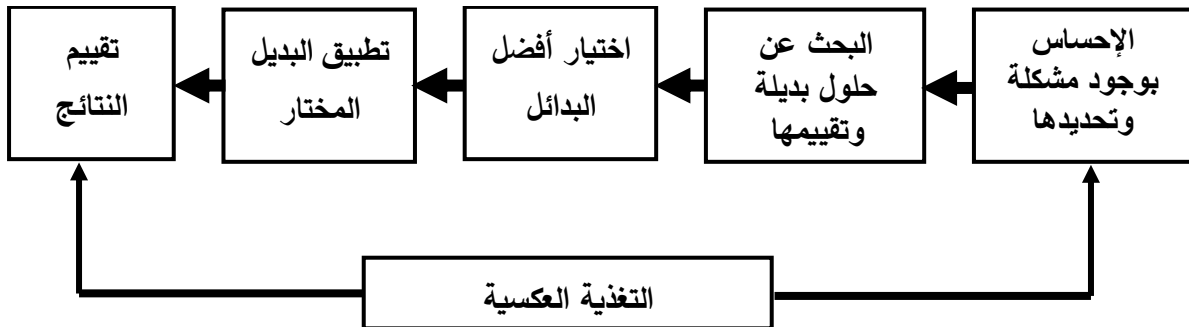 الإحساس
بوجود مشكلة
وتحديدها
البحث عن
حلول بديلة
وتقييمها
اختيار أفضل
البدائل
تطبيق البديل
المختار
تقييم
النتائج
التغذية العكسية